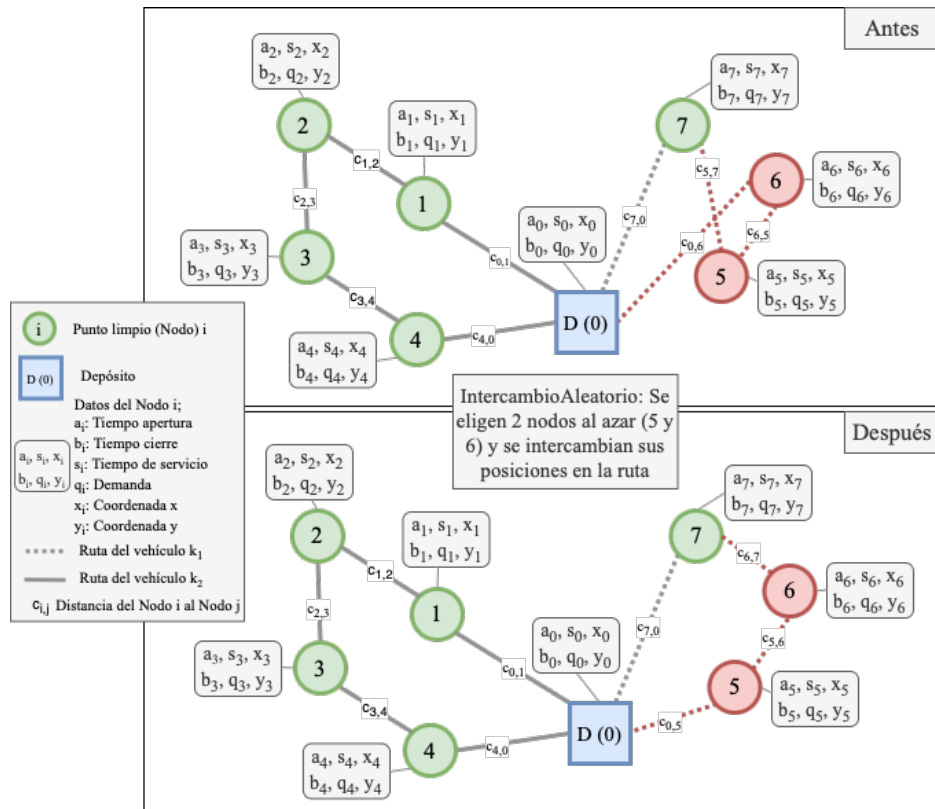 Antes
a2, s2, x2
b2, q2, y2
2
a1, s1, x1
b1, q1, y1
c1,2
1
c2,3
a3, s3, x3
b3, q3, y3
3
c3,4
a4, s4, x4
b4, q4, y4
4
c4,0
c0,1
a0, s0, x0
b0, q0, y0
D (0)
a7, s7, x7
b7, q7, y7
7
c5,7
c7,0
c0,6
6
a6, s6, x6
b6, q6, y6
c6,5
5
a5, s5, x5
b5, q5, y5
i
Punto limpio (Nodo) i
D (0)
Depósito
Datos del Nodo i;
ai: Tiempo apertura
bi: Tiempo cierre
si: Tiempo de servicio
qi: Demanda
xi: Coordenada x
yi: Coordenada y
ai, si, xi
bi, qi, yi
Ruta del vehículo k1
Ruta del vehículo k2
ci,j Distancia del Nodo i al Nodo j
IntercambioAleatorio: Se
eligen 2 nodos al azar (5 y
6) y se intercambian sus
posiciones en la ruta
Después
a2, s2, x2
b2, q2, y2
2
a1, s1, x1
b1, q1, y1
c1,2
1
c2,3
a3, s3, x3
b3, q3, y3
3
c3,4
a4, s4, x4
b4, q4, y4
4
c4,0
c0,1
a0, s0, x0
b0, q0, y0
D (0)
a7, s7, x7
b7, q7, y7
7
c6,7
c7,0
6
a6, s6, x6
b6, q6, y6
c5,6
5
a5, s5, x5
b5, q5, y5
c0,5